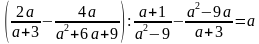 (2a/(a+3) − 4a/(a²+6a+9)) : (a+1)/(a²−9) − (a²−9a)/(a+3) = a